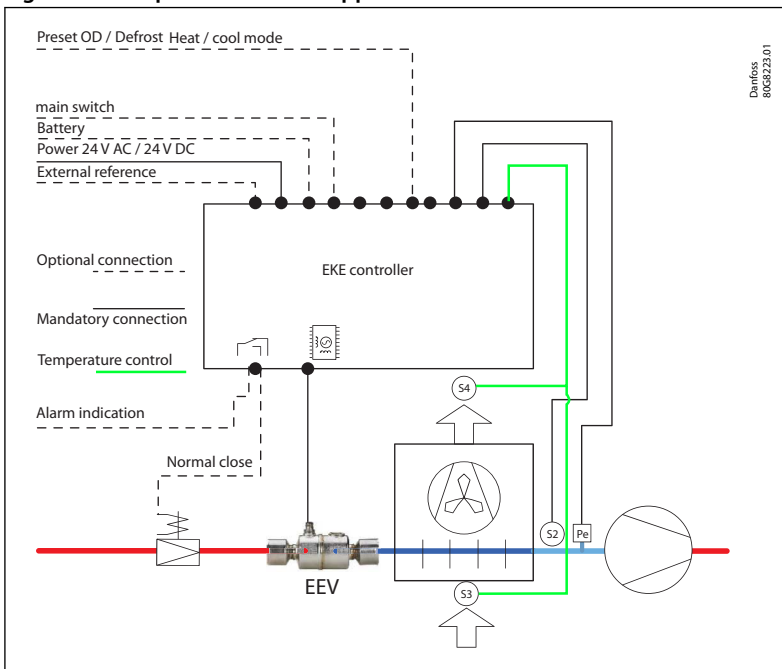 Preset OD / Defrost Heat / cool mode
Danfoss
80G8223.01
main switch
Battery
Power 24 V AC / 24 V DC
External reference
Optional connection
EKE controller
Mandatory connection
Temperature control
S4
Alarm indication
Normal close
S2
Pe
EEV
S3